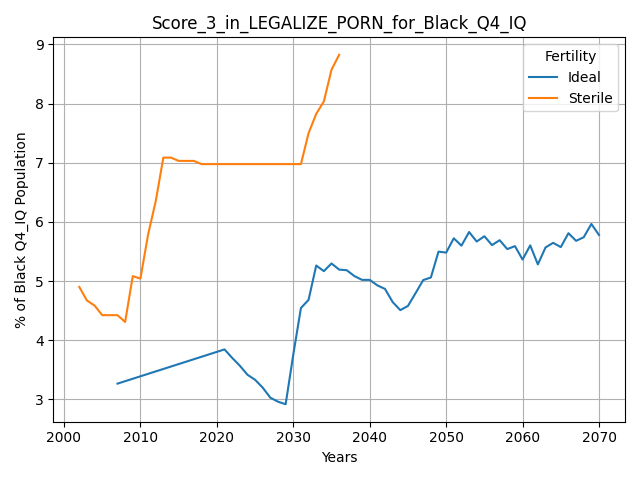 Score_3_in_LEGALIZE_PORN_for_Black_Q4_IQ
Fertility
Ideal
Sterile
% of Black Q4_IQ Population
9
8
7
6
5
4
3
2000 2010 2020 2030 2040 2050 2060 2070
Years